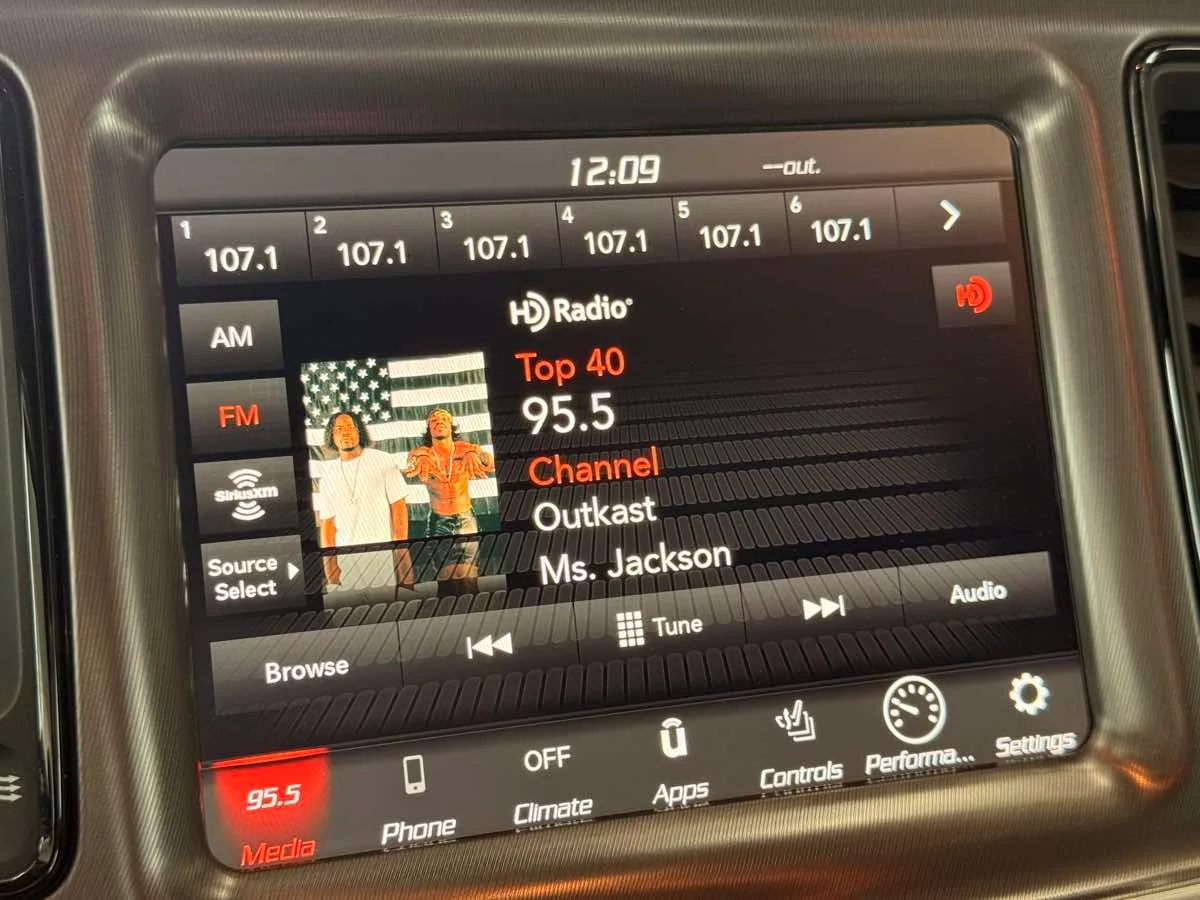 12:09 --out.
1 107.1 2 107.1 3 107.1 4 107.1 5 107.1 6 107.1
HD Radio
HD
AM
Top 40
95.5
FM
Channel
SiriusXM
Outkast
Source
Select
Ms. Jackson
Browse Tune Audio
95.5 OFF
Media Phone Climate Apps Controls Performa... Settings